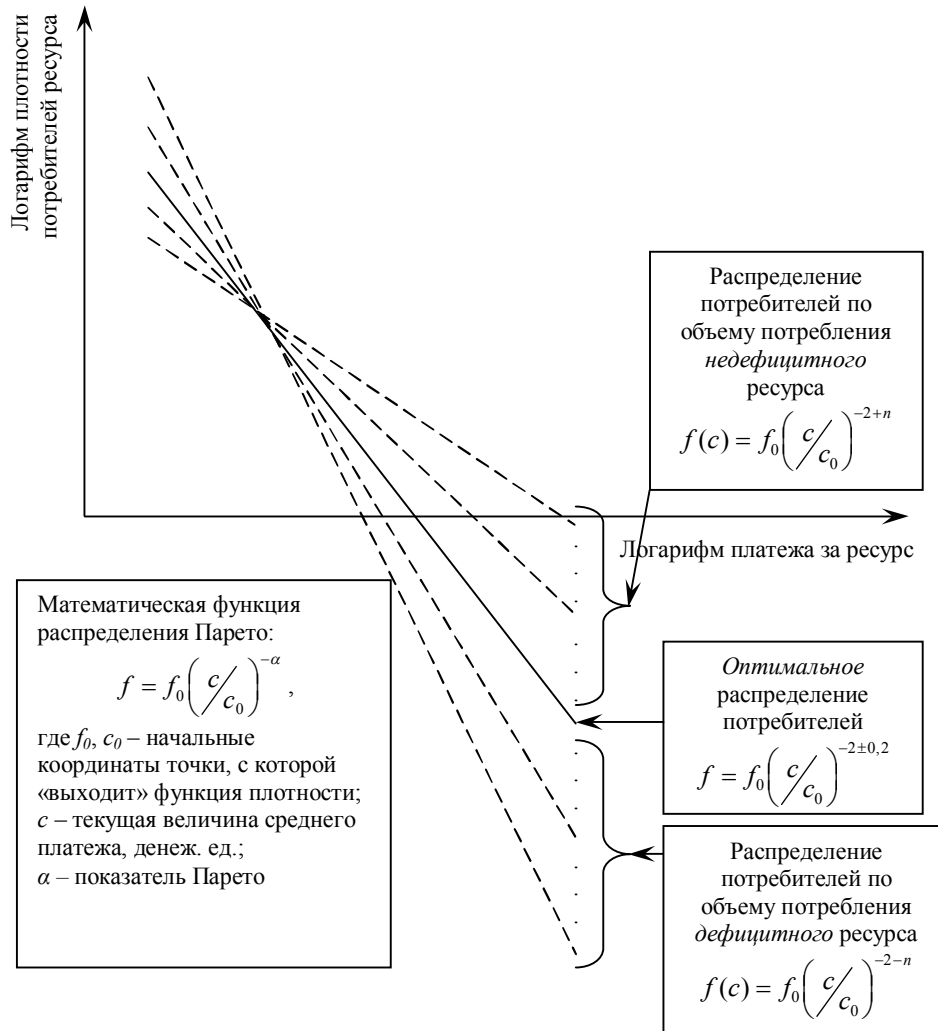 Логарифм плотности
потребителей ресурса
Распределение
потребителей по
объему потребления
недефицитного
ресурса
f(c) = f₀(c/c₀)⁻²⁺ⁿ
Логарифм платежа за ресурс
Математическая функция
распределения Парето:
f = f₀(c/c₀)^−α ,
где f₀, c₀ – начальные
координаты точки, с которой
«выходит» функция плотности;
с – текущая величина среднего
платежа, денеж. ед.;
α – показатель Парето
Оптимальное
распределение
потребителей
f = f₀(c/c₀)^−2±0,2
Распределение
потребителей по
объему потребления
дефицитного ресурса
f(c) = f₀(c/c₀)⁻²⁻ⁿ